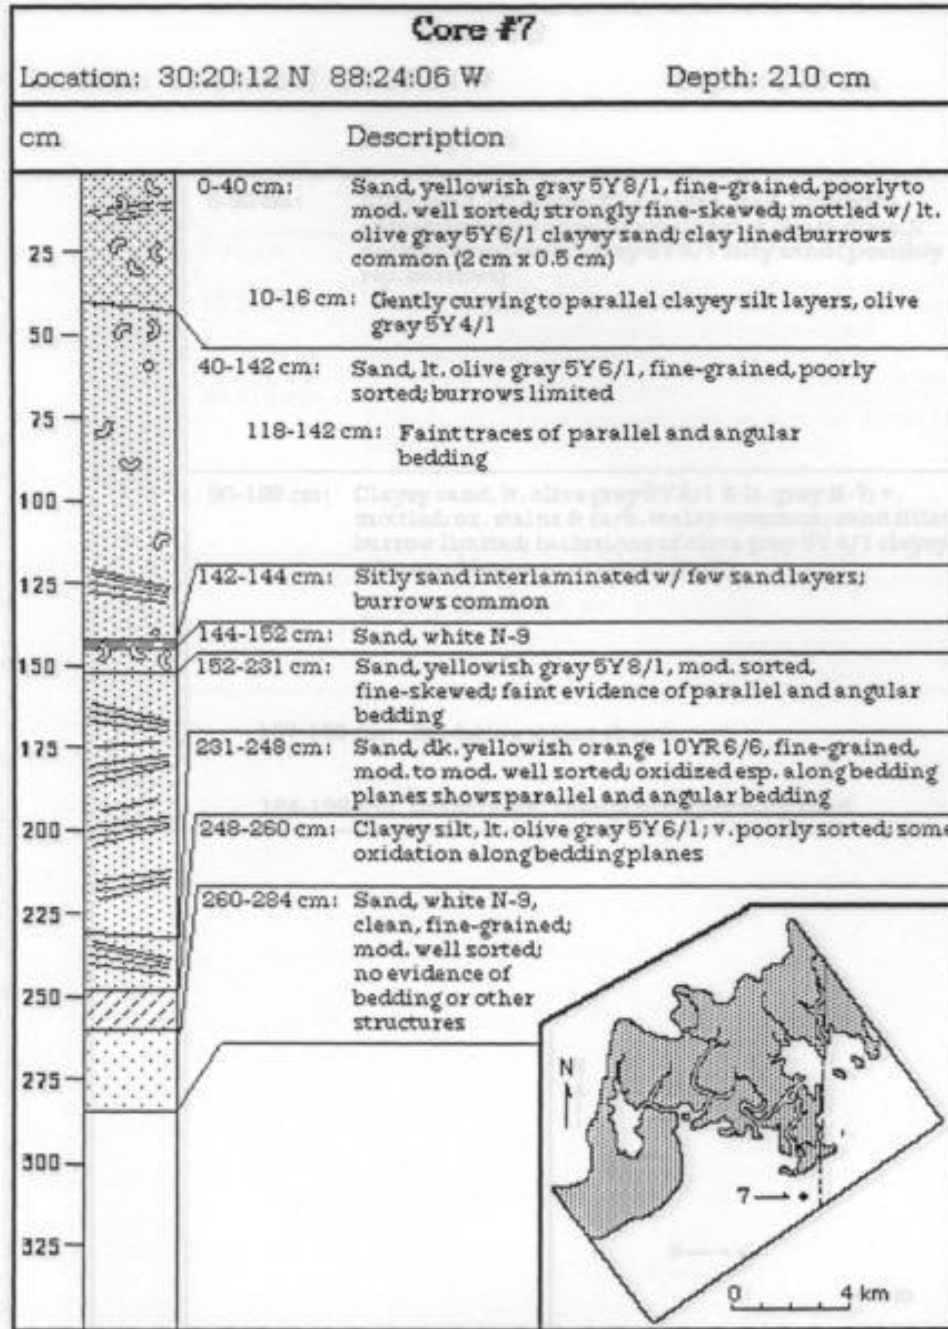 Core #7
Location: 30:20:12 N 88:24:06 W Depth: 210 cm
cm Description
0-40 cm: Sand, yellowish gray 5Y 8/1, fine-grained, poorly to
mod. well sorted; strongly fine-skewed; mottled w/ lt.
olive gray 5Y 6/1 clayey sand; clay lined burrows
common (2 cm x 0.5 cm)
10-16 cm: Gently curving to parallel clayey silt layers, olive
gray 5Y 4/1
40-142 cm: Sand, lt. olive gray 5Y 6/1, fine-grained, poorly
sorted; burrows limited
118-142 cm: Faint traces of parallel and angular
bedding
142-144 cm: Sitly sand interlaminated w/ few sand layers;
burrows common
144-152 cm: Sand, white N-9
152-231 cm: Sand, yellowish gray 5Y 8/1, mod. sorted,
fine-skewed; faint evidence of parallel and angular
bedding
231-248 cm: Sand, dk. yellowish orange 10YR 6/6, fine-grained,
mod. to mod. well sorted; oxidized esp. along bedding
planes shows parallel and angular bedding
248-260 cm: Clayey silt, lt. olive gray 5Y 6/1; v. poorly sorted; some
oxidation along bedding planes
260-284 cm: Sand, white N-9,
clean, fine-grained;
mod. well sorted;
no evidence of
bedding or other
structures
25
50
75
100
125
150
175
200
225
250
275
300
325
N
7
0 4 km